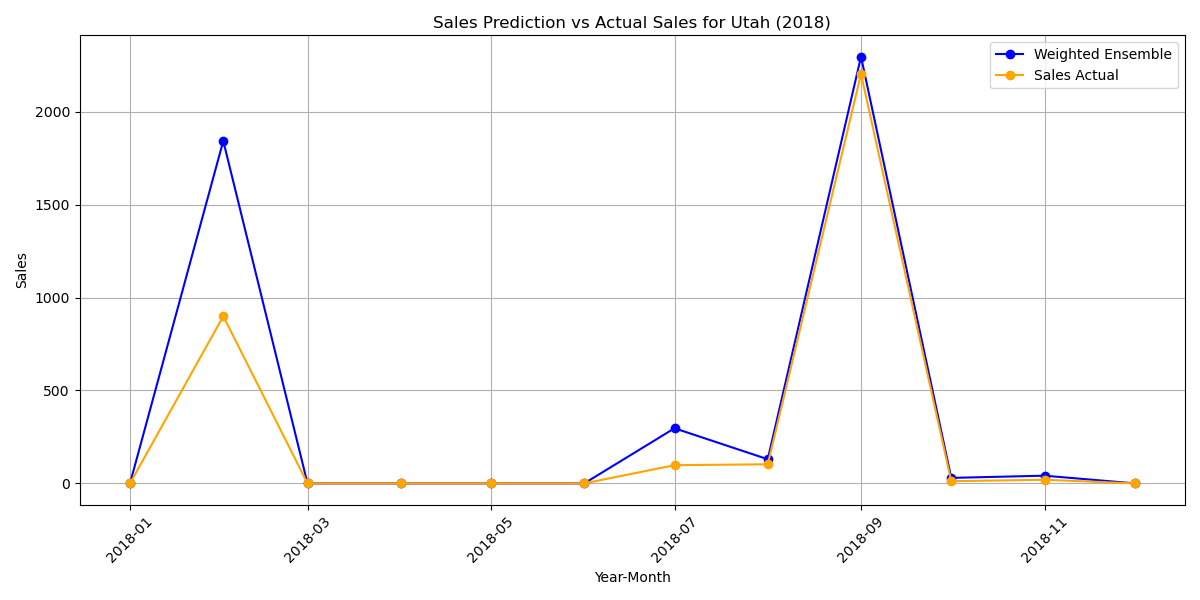 Sales Prediction vs Actual Sales for Utah (2018)
Weighted Ensemble
Sales Actual
2000
1500
1000
500
0
Sales
2018-01
2018-03
2018-05
2018-07
2018-09
2018-11
Year-Month